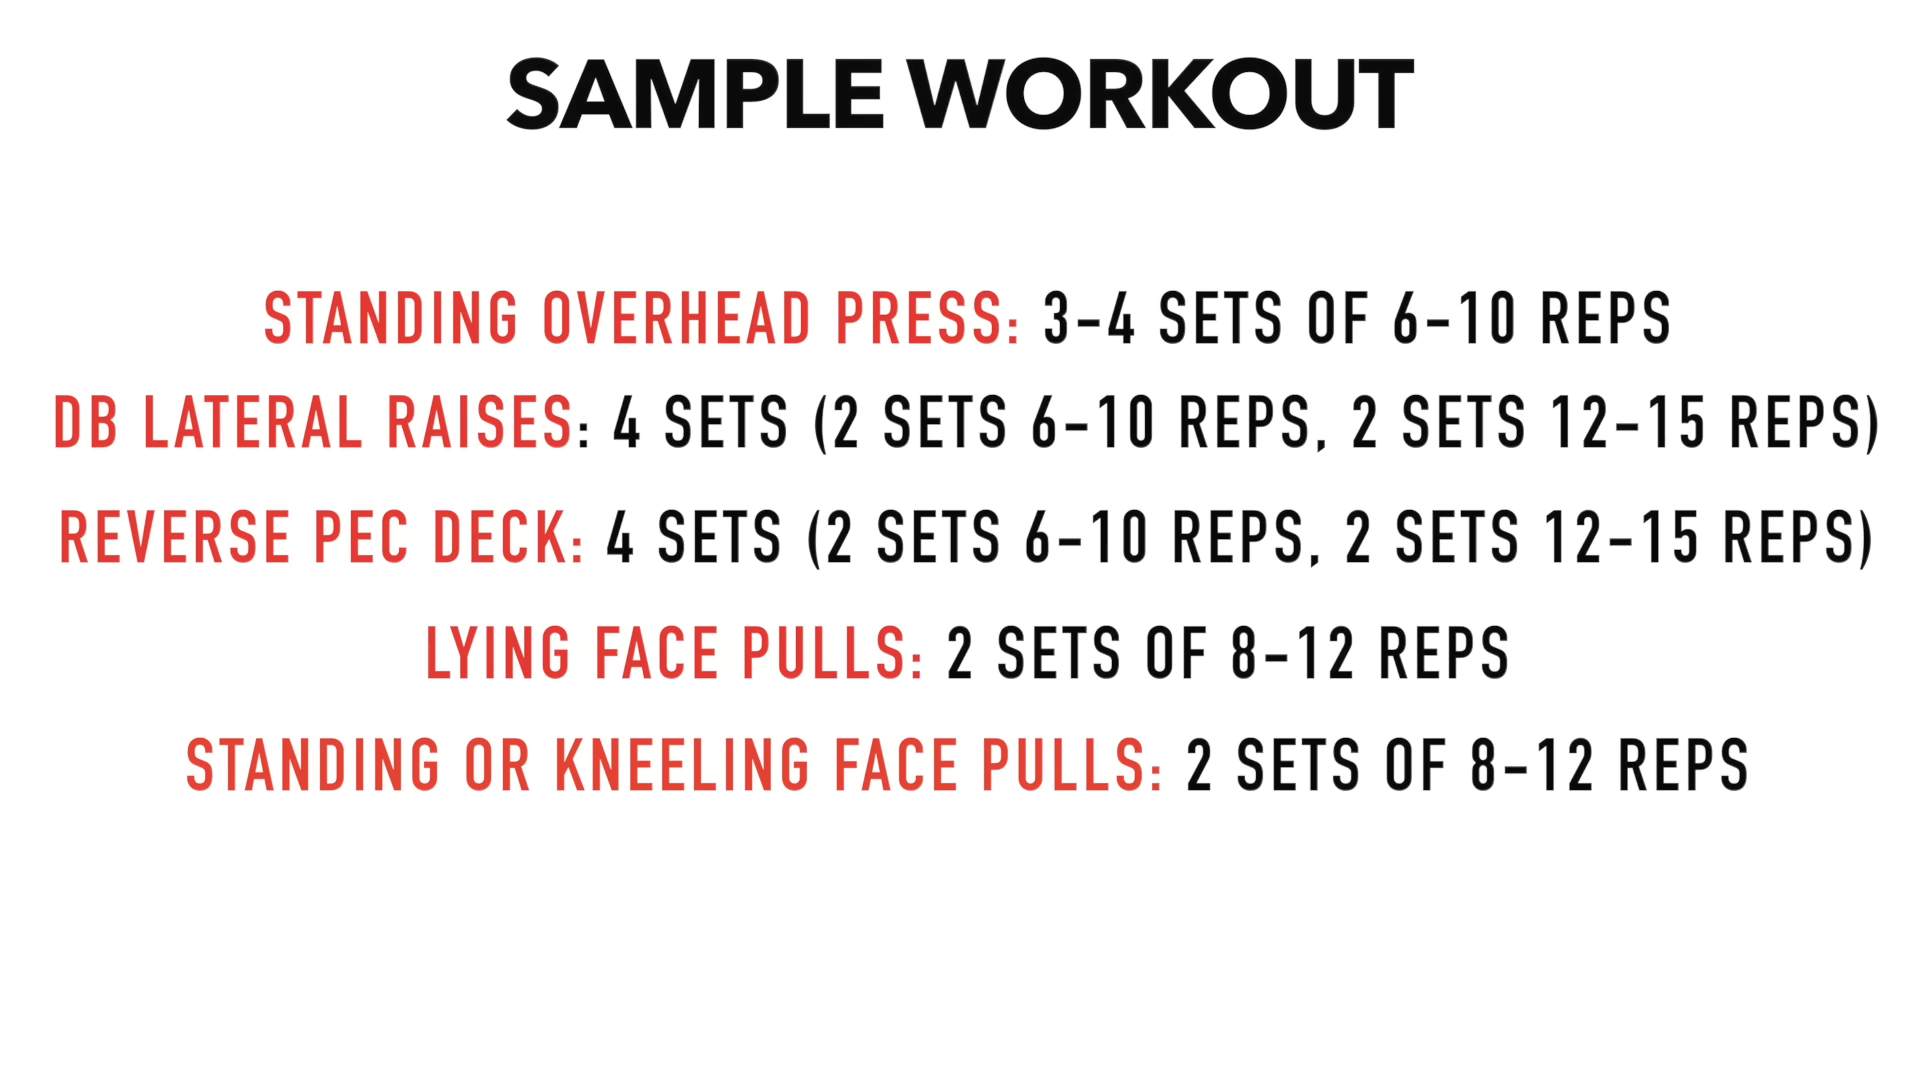 SAMPLE WORKOUT
STANDING OVERHEAD PRESS: 3-4 SETS OF 6-10 REPS
DB LATERAL RAISES: 4 SETS (2 SETS 6-10 REPS, 2 SETS 12-15 REPS)
REVERSE PEC DECK: 4 SETS (2 SETS 6-10 REPS, 2 SETS 12-15 REPS)
LYING FACE PULLS: 2 SETS OF 8-12 REPS
STANDING OR KNEELING FACE PULLS: 2 SETS OF 8-12 REPS